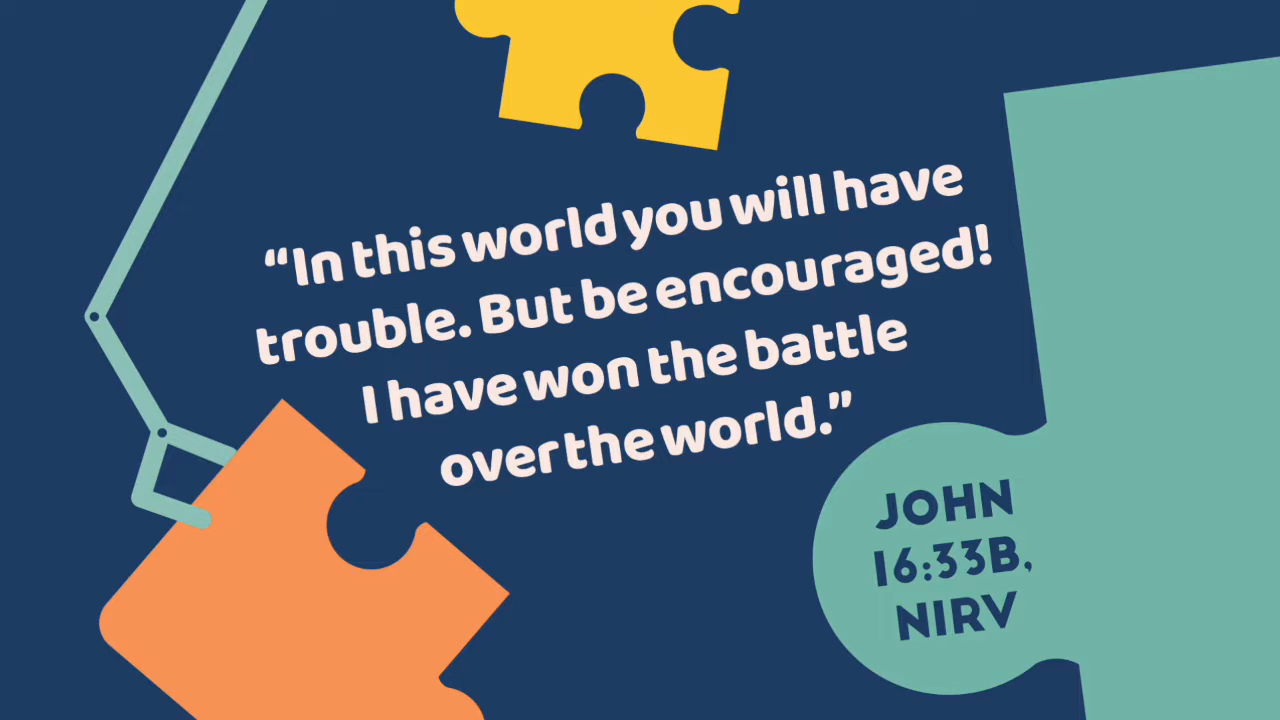 “In this world you will have
trouble. But be encouraged!
I have won the battle
over the world.”
JOHN
16:33B,
NIRV